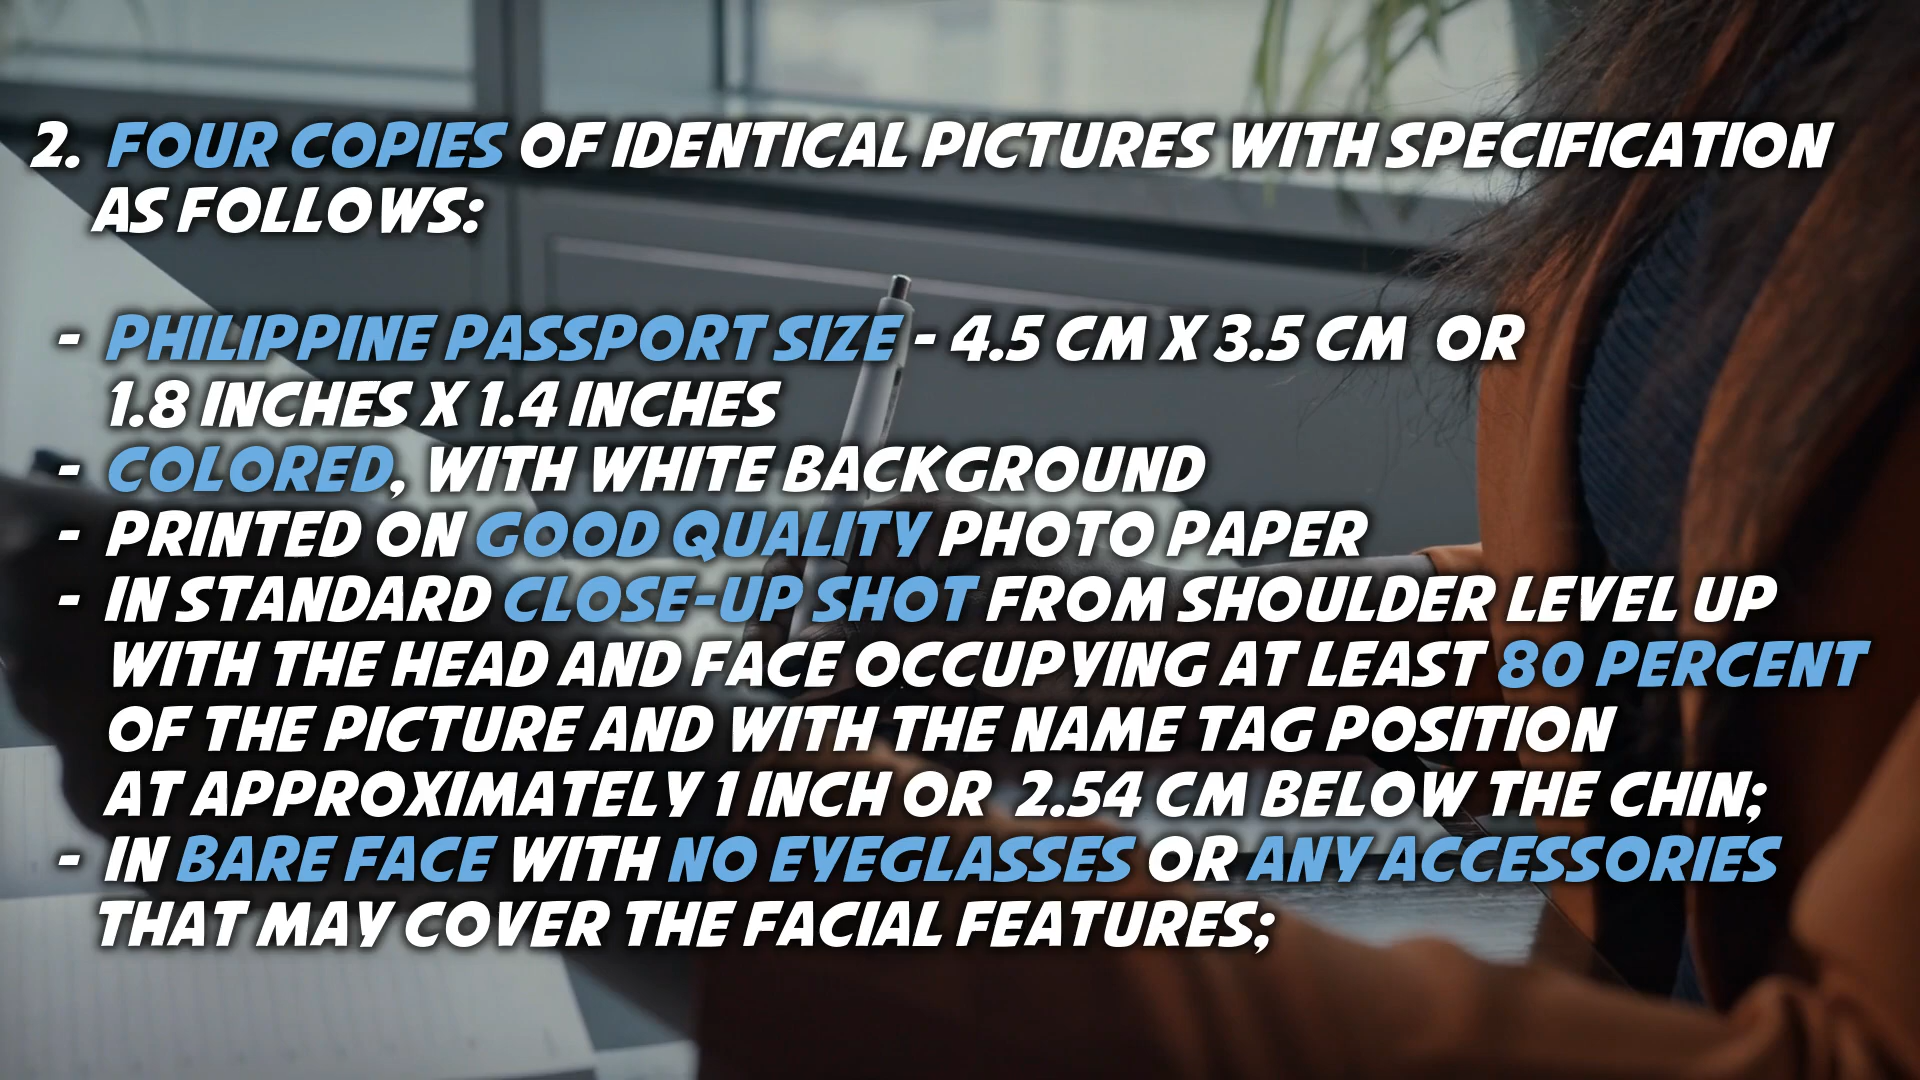 2. FOUR COPIES OF IDENTICAL PICTURES WITH SPECIFICATION
AS FOLLOWS:
- PHILIPPINE PASSPORT SIZE - 4.5 CM X 3.5 CM OR
1.8 INCHES X 1.4 INCHES
- COLORED, WITH WHITE BACKGROUND
- PRINTED ON GOOD QUALITY PHOTO PAPER
- IN STANDARD CLOSE-UP SHOT FROM SHOULDER LEVEL UP
WITH THE HEAD AND FACE OCCUPYING AT LEAST 80 PERCENT
OF THE PICTURE AND WITH THE NAME TAG POSITION
AT APPROXIMATELY 1 INCH OR 2.54 CM BELOW THE CHIN;
- IN BARE FACE WITH NO EYEGLASSES OR ANY ACCESSORIES
THAT MAY COVER THE FACIAL FEATURES;